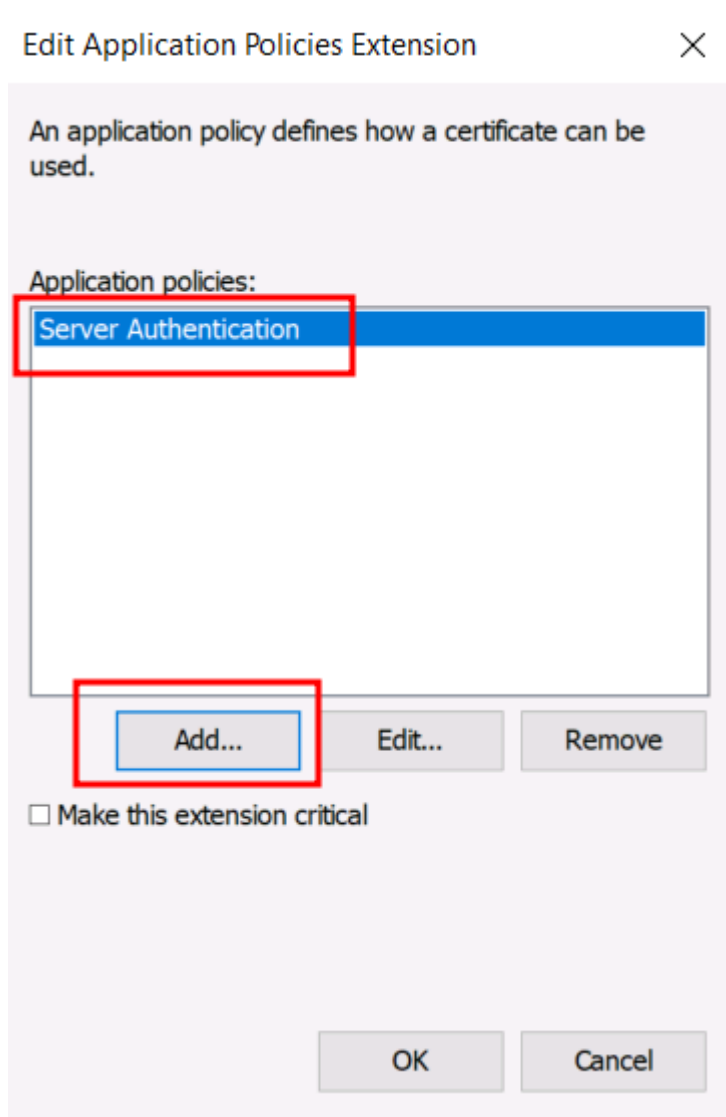 Edit Application Policies Extension
An application policy defines how a certificate can be
used.
Application policies:
Server Authentication
Add... Edit... Remove
Make this extension critical
OK Cancel